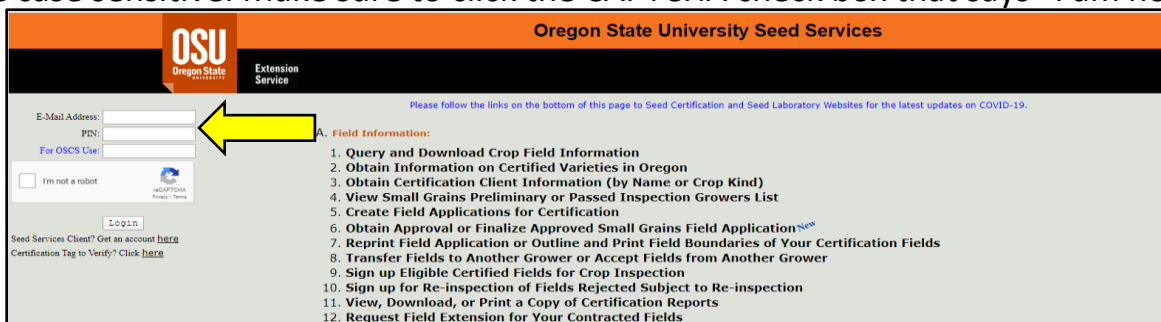 Oregon State University Seed Services
OSU
Oregon State
UNIVERSITY
Extension
Service
Please follow the links on the bottom of this page to Seed Certification and Seed Laboratory Websites for the latest updates on COVID-19.
E-Mail Address:
PIN:
For OSCS Use:
I'm not a robot
reCAPTCHA
Privacy - Terms
Login
Seed Services Client? Get an account here
Certification Tag to Verify? Click here
A. Field Information:
1. Query and Download Crop Field Information
2. Obtain Information on Certified Varieties in Oregon
3. Obtain Certification Client Information (by Name or Crop Kind)
4. View Small Grains Preliminary or Passed Inspection Growers List
5. Create Field Applications for Certification
6. Obtain Approval or Finalize Approved Small Grains Field Application New
7. Reprint Field Application or Outline and Print Field Boundaries of Your Certification Fields
8. Transfer Fields to Another Grower or Accept Fields from Another Grower
9. Sign up Eligible Certified Fields for Crop Inspection
10. Sign up for Re-inspection of Fields Rejected Subject to Re-inspection
11. View, Download, or Print a Copy of Certification Reports
12. Request Field Extension for Your Contracted Fields